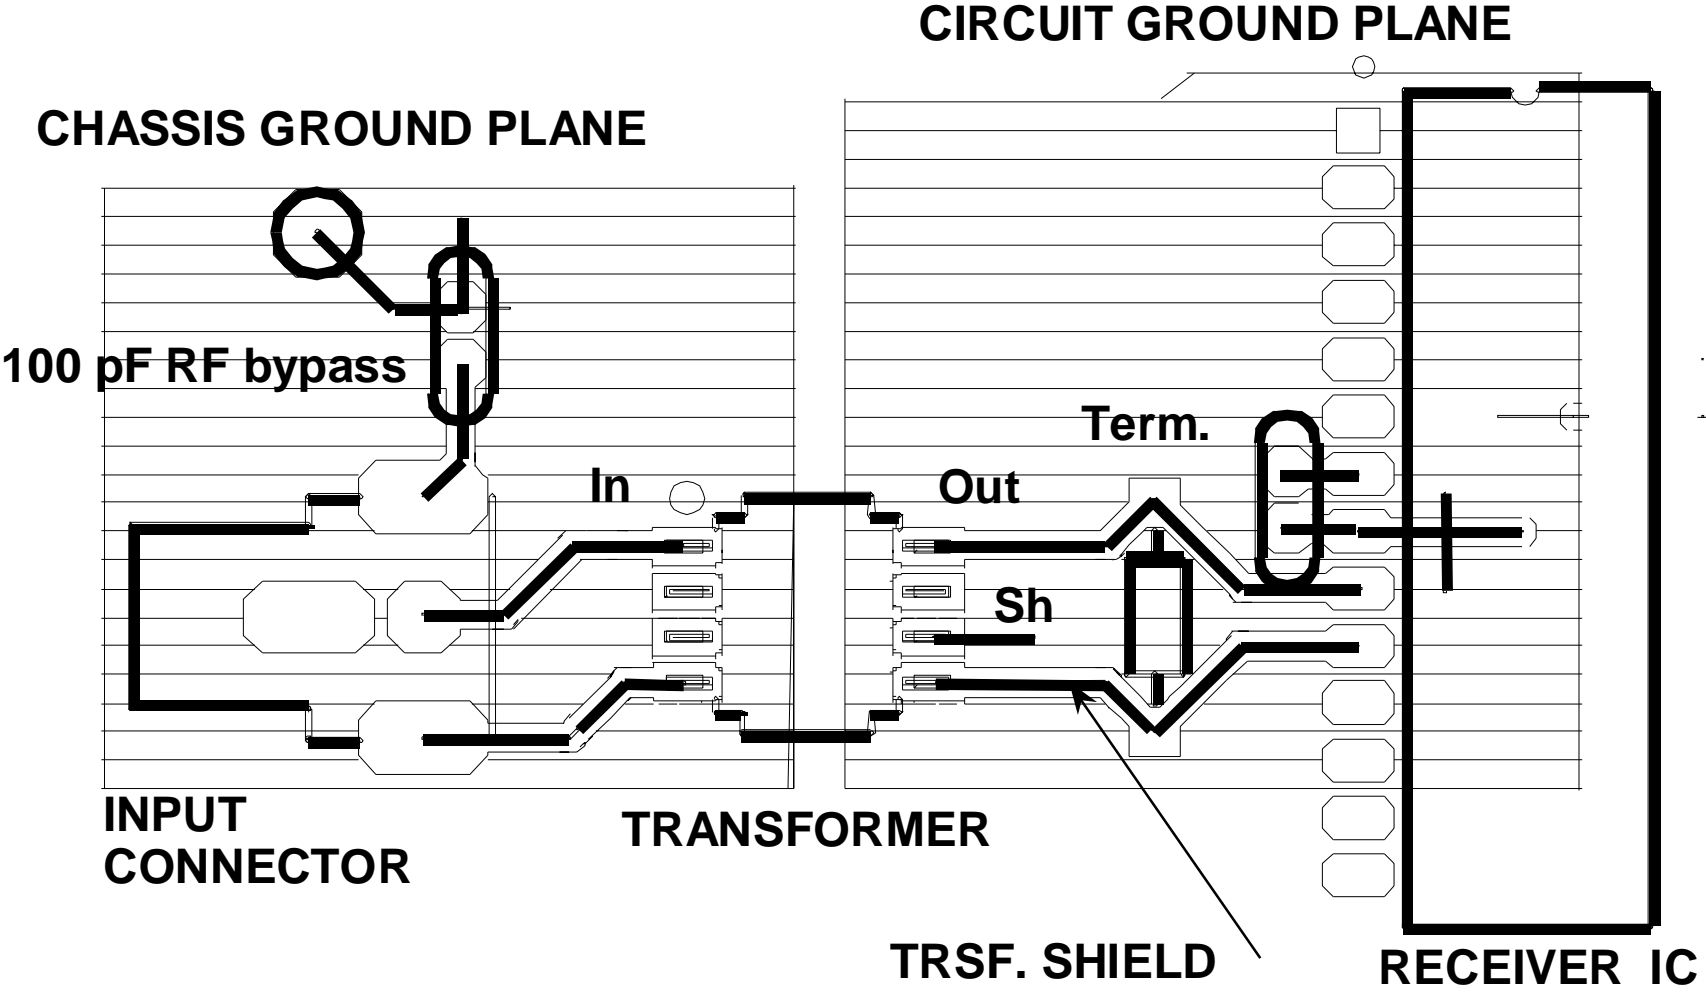 CIRCUIT GROUND PLANE
CHASSIS GROUND PLANE
100 pF RF bypass
Term.
In
Out
Sh
INPUT
CONNECTOR
TRANSFORMER
TRSF. SHIELD
RECEIVER IC